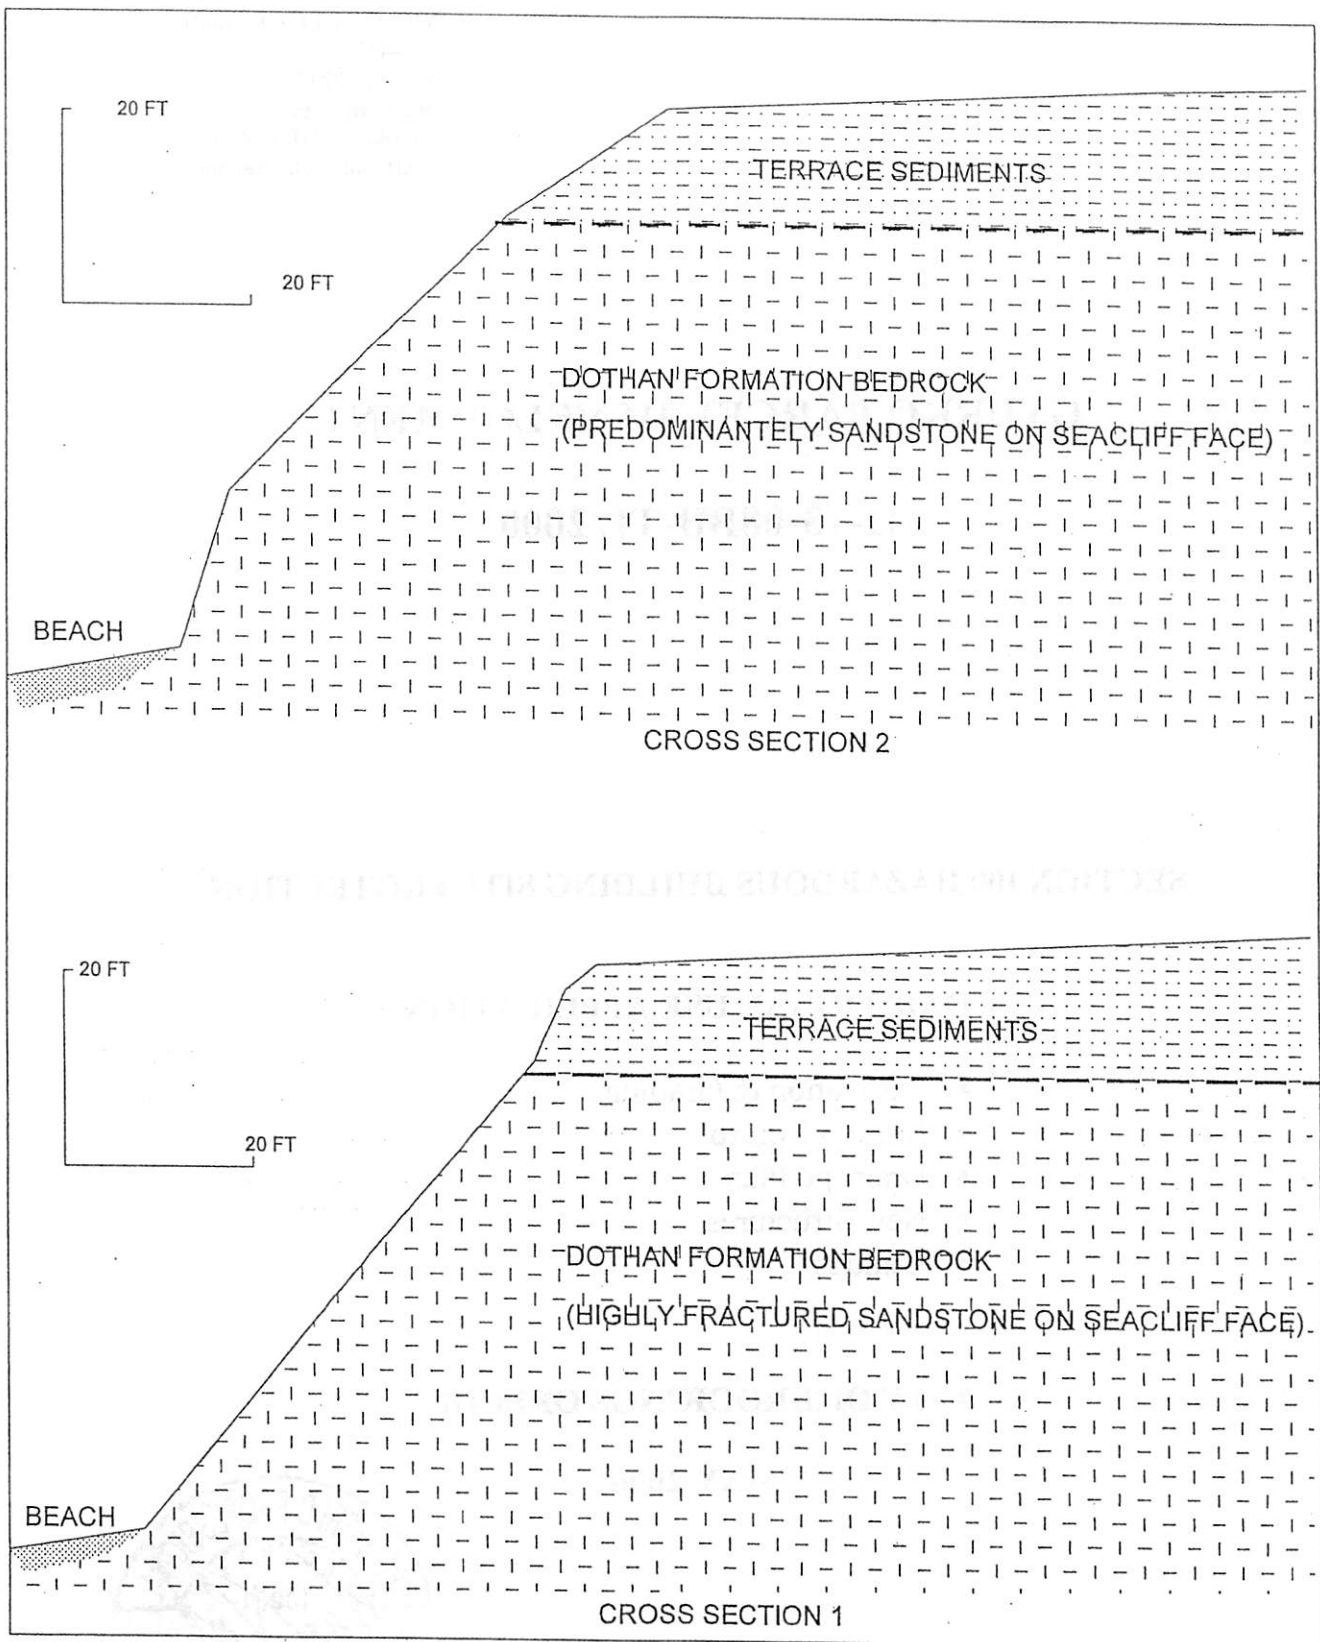 20 FT
TERRACE SEDIMENTS
20 FT
DOTHAN FORMATION BEDROCK
(PREDOMINANTELY SANDSTONE ON SEACLIFF FACE)
BEACH
CROSS SECTION 2
20 FT
TERRACE SEDIMENTS
20 FT
DOTHAN FORMATION BEDROCK
(HIGHLY FRACTURED SANDSTONE ON SEACLIFF FACE)
BEACH
CROSS SECTION 1